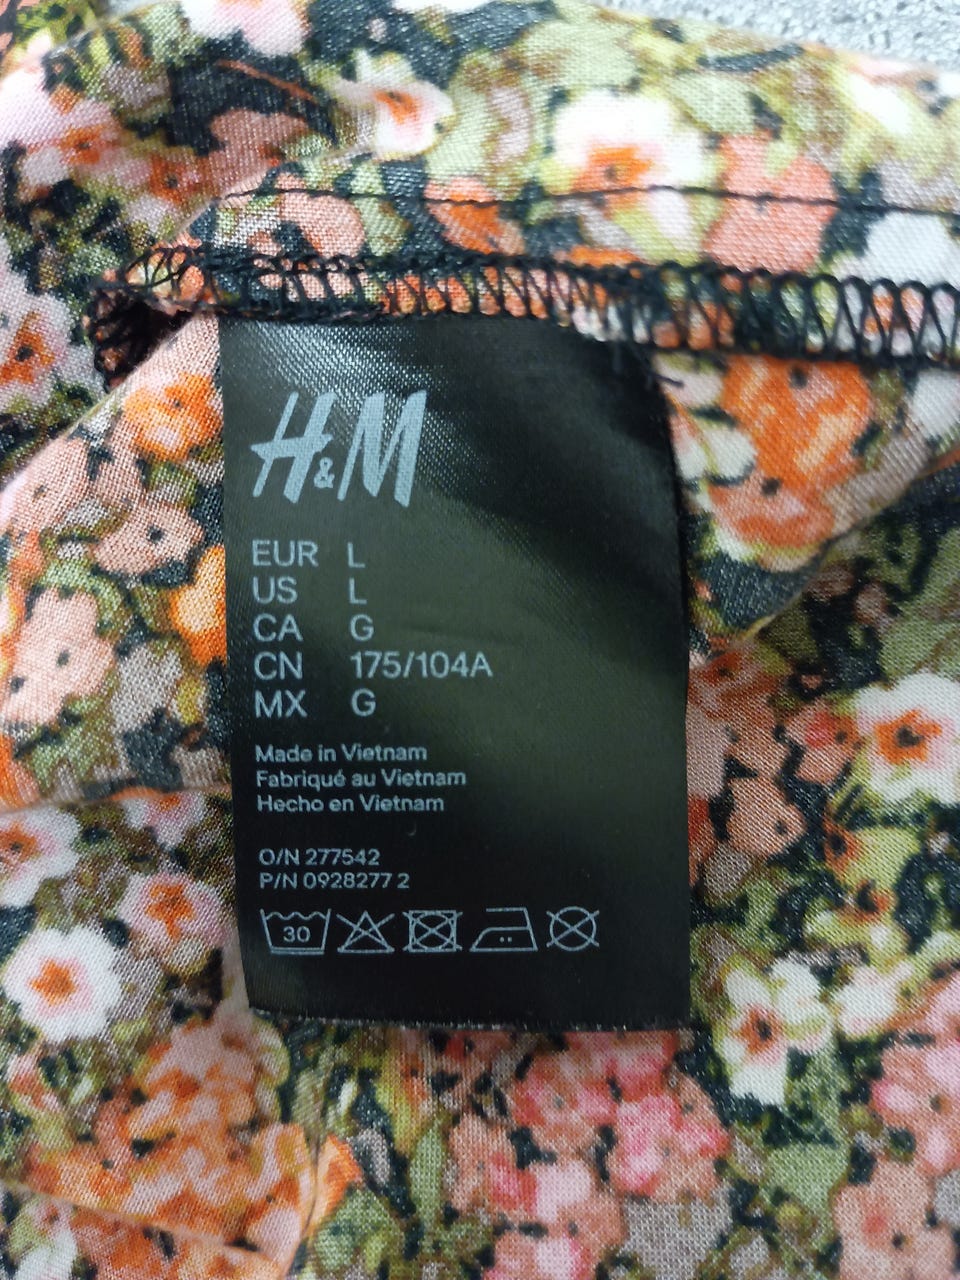 H&M
EUR L
US L
CA G
CN 175/104A
MX G
Made in Vietnam
Fabriqué au Vietnam
Hecho en Vietnam
O/N 277542
P/N 0928277 2
30